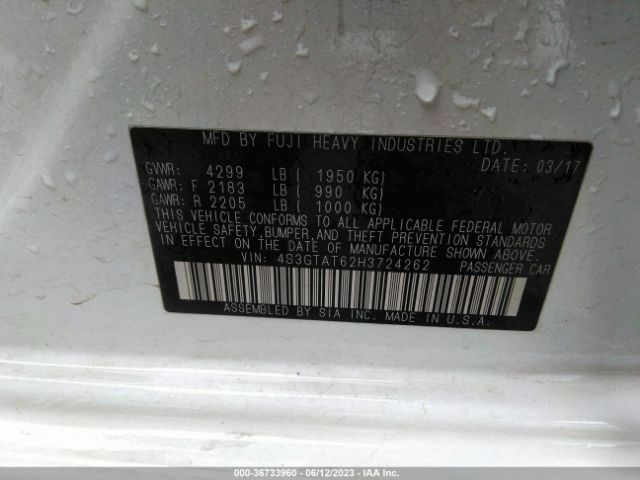 MFD BY FUJI HEAVY INDUSTRIES LTD.
DATE: 03/17
GVWR: 4299 LB ( 1950 KG)
GAWR: F 2183 LB ( 990 KG)
GAWR: R 2205 LB ( 1000 KG)
THIS VEHICLE CONFORMS TO ALL APPLICABLE FEDERAL MOTOR
VEHICLE SAFETY, BUMPER, AND THEFT PREVENTION STANDARDS
IN EFFECT ON THE DATE OF MANUFACTURE SHOWN ABOVE.
VIN: 4S3GTAT62H3724262 PASSENGER CAR
ASSEMBLED BY SIA INC. MADE IN U.S.A.
000-36733960 - 06/12/2023 - IAA Inc.